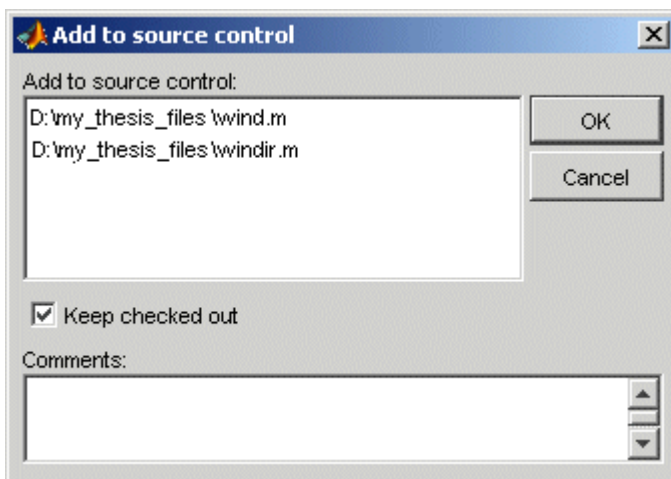 Add to source control
Add to source control:
D:\my_thesis_files\wind.m
D:\my_thesis_files\windir.m
OK
Cancel
Keep checked out
Comments: